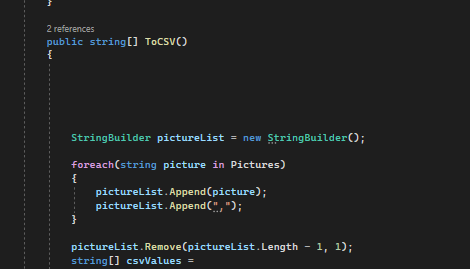 }
2 references
public string[] ToCSV()
{
StringBuilder pictureList = new StringBuilder();
foreach(string picture in Pictures)
{
pictureList.Append(picture);
pictureList.Append(",");
}
pictureList.Remove(pictureList.Length - 1, 1);
string[] csvValues =